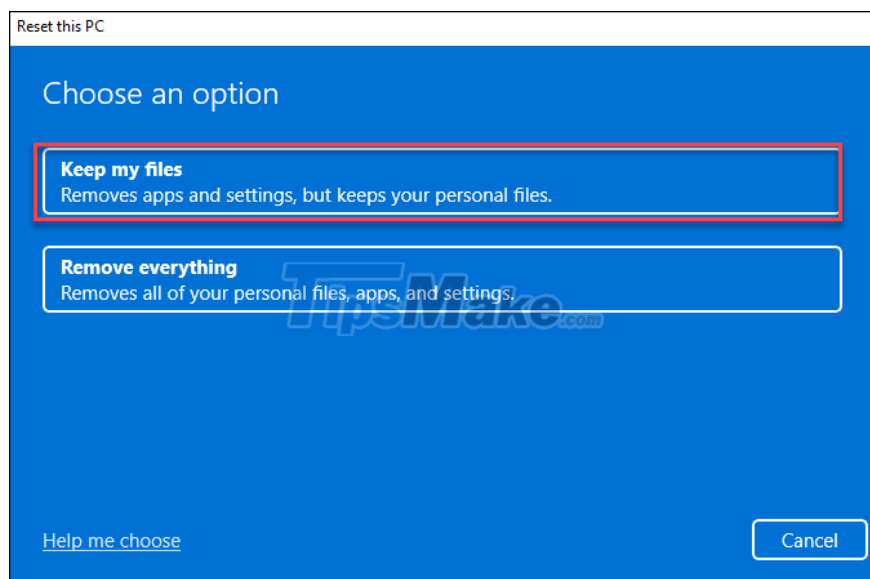 Reset this PC
Choose an option
Keep my files
Removes apps and settings, but keeps your personal files.
Remove everything
Removes all of your personal files, apps, and settings.
TipsMake.com
Help me choose
Cancel